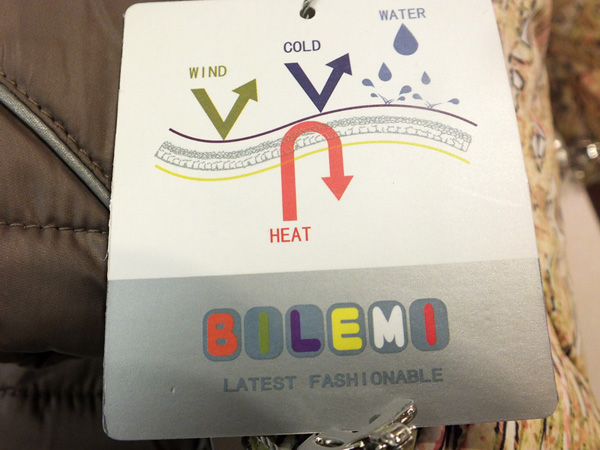 WATER
COLD
WIND
HEAT
BILEMI
LATEST FASHIONABLE